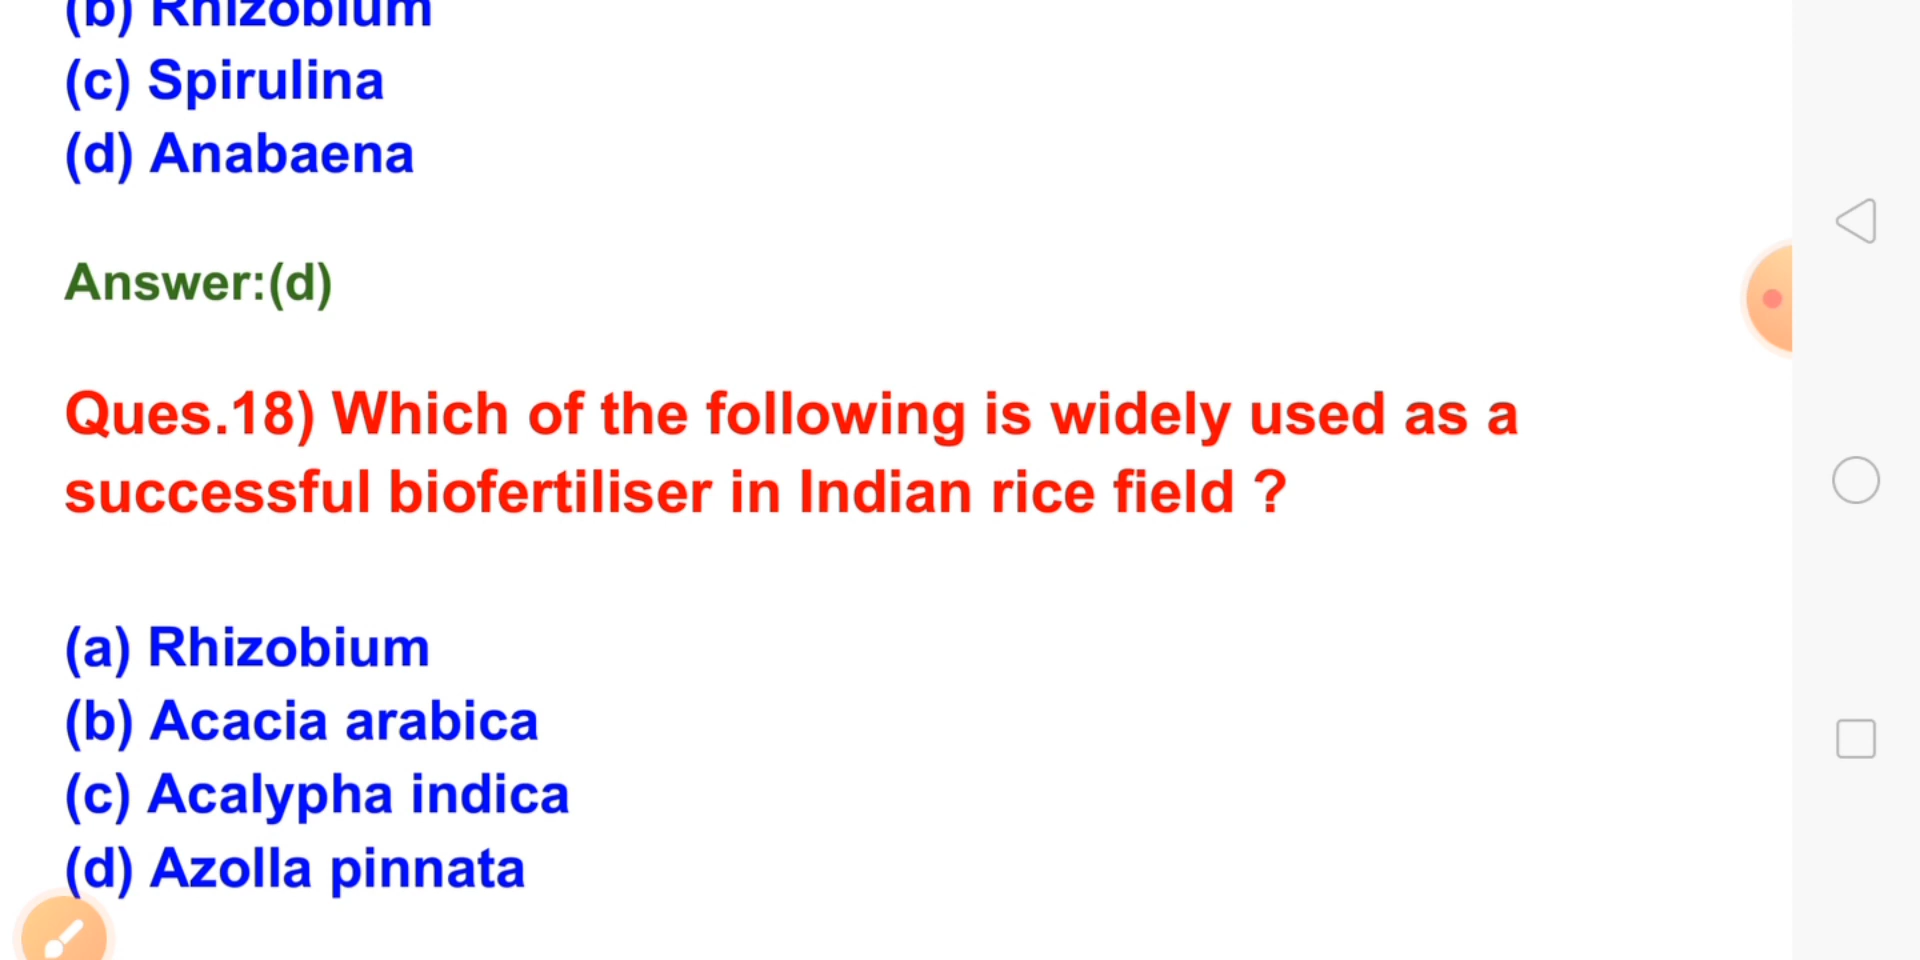 (b) Rhizobium
(c) Spirulina
(d) Anabaena
Answer:(d)
Ques.18) Which of the following is widely used as a
successful biofertiliser in Indian rice field ?
(a) Rhizobium
(b) Acacia arabica
(c) Acalypha indica
(d) Azolla pinnata